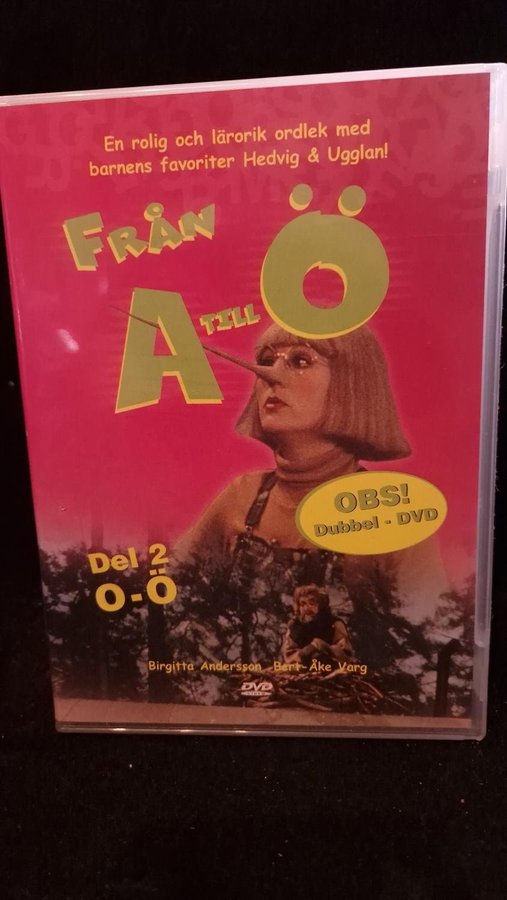 En rolig och lärorik ordlek med
barnens favoriter Hedvig & Ugglan!
FRÅN
A TILL Ö
OBS!
Dubbel - DVD
Del 2
O-Ö
Birgitta Andersson Bert-Åke Varg
DVD
VIDEO